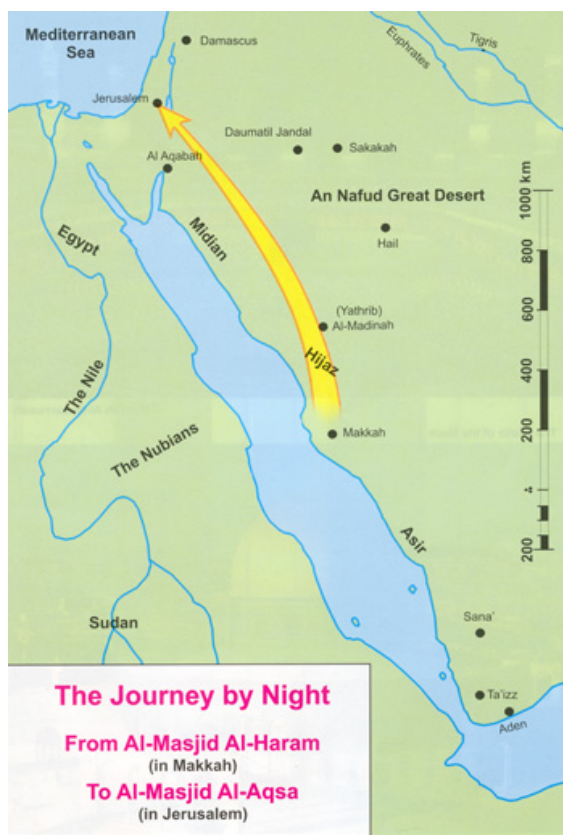 Mediterranean
Sea
Damascus
Tigris
Euphrates
Jerusalem
Daumatil Jandal
Sakakah
Al Aqabah
An Nafud Great Desert
1000 km
Midian
Egypt
Hail
800
600
(Yathrib)
Al-Madinah
Hijaz
The Nile
400
The Nubians
Makkah
200
Asir
200
Sudan
Sana'
Ta'izz
Aden
The Journey by Night
From Al-Masjid Al-Haram
(in Makkah)
To Al-Masjid Al-Aqsa
(in Jerusalem)